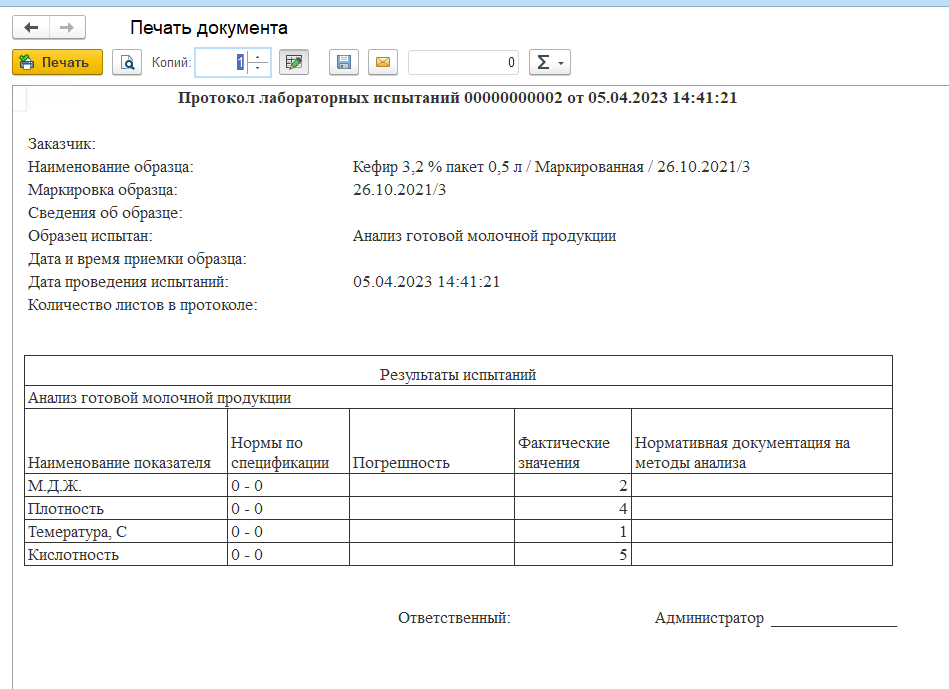 Печать документа
Печать Копий: 1 0 Σ
Протокол лабораторных испытаний 00000000002 от 05.04.2023 14:41:21
Заказчик:
Наименование образца: Кефир 3,2 % пакет 0,5 л / Маркированная / 26.10.2021/3
Маркировка образца: 26.10.2021/3
Сведения об образце:
Образец испытан: Анализ готовой молочной продукции
Дата и время приемки образца:
Дата проведения испытаний: 05.04.2023 14:41:21
Количество листов в протоколе:
Результаты испытаний
Анализ готовой молочной продукции
Нормы по Фактические Нормативная документация на
Наименование показателя спецификации Погрешность значения методы анализа
М.Д.Ж. 0 - 0 2
Плотность 0 - 0 4
Темература, С 0 - 0 1
Кислотность 0 - 0 5
Ответственный: Администратор